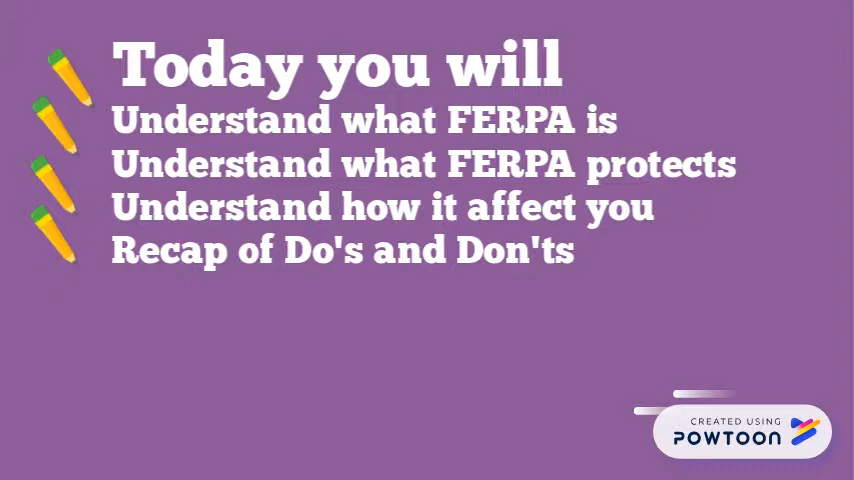 Today you will
Understand what FERPA is
Understand what FERPA protects
Understand how it affect you
Recap of Do's and Don'ts
CREATED USING
POWTOON